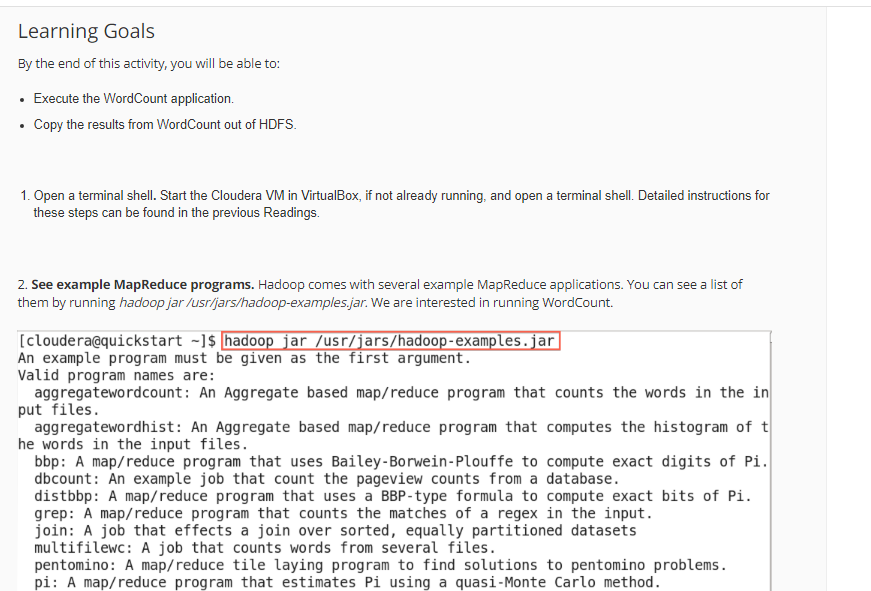 Learning Goals
By the end of this activity, you will be able to:
• Execute the WordCount application.
• Copy the results from WordCount out of HDFS.
1. Open a terminal shell. Start the Cloudera VM in VirtualBox, if not already running, and open a terminal shell. Detailed instructions for
these steps can be found in the previous Readings.
2. See example MapReduce programs. Hadoop comes with several example MapReduce applications. You can see a list of
them by running hadoop jar /usr/jars/hadoop-examples.jar. We are interested in running WordCount.
[cloudera@quickstart ~]$ hadoop jar /usr/jars/hadoop-examples.jar
An example program must be given as the first argument.
Valid program names are:
  aggregatewordcount: An Aggregate based map/reduce program that counts the words in the in
put files.
  aggregatewordhist: An Aggregate based map/reduce program that computes the histogram of t
he words in the input files.
  bbp: A map/reduce program that uses Bailey-Borwein-Plouffe to compute exact digits of Pi.
  dbcount: An example job that count the pageview counts from a database.
  distbbp: A map/reduce program that uses a BBP-type formula to compute exact bits of Pi.
  grep: A map/reduce program that counts the matches of a regex in the input.
  join: A job that effects a join over sorted, equally partitioned datasets
  multifilewc: A job that counts words from several files.
  pentomino: A map/reduce tile laying program to find solutions to pentomino problems.
  pi: A map/reduce program that estimates Pi using a quasi-Monte Carlo method.